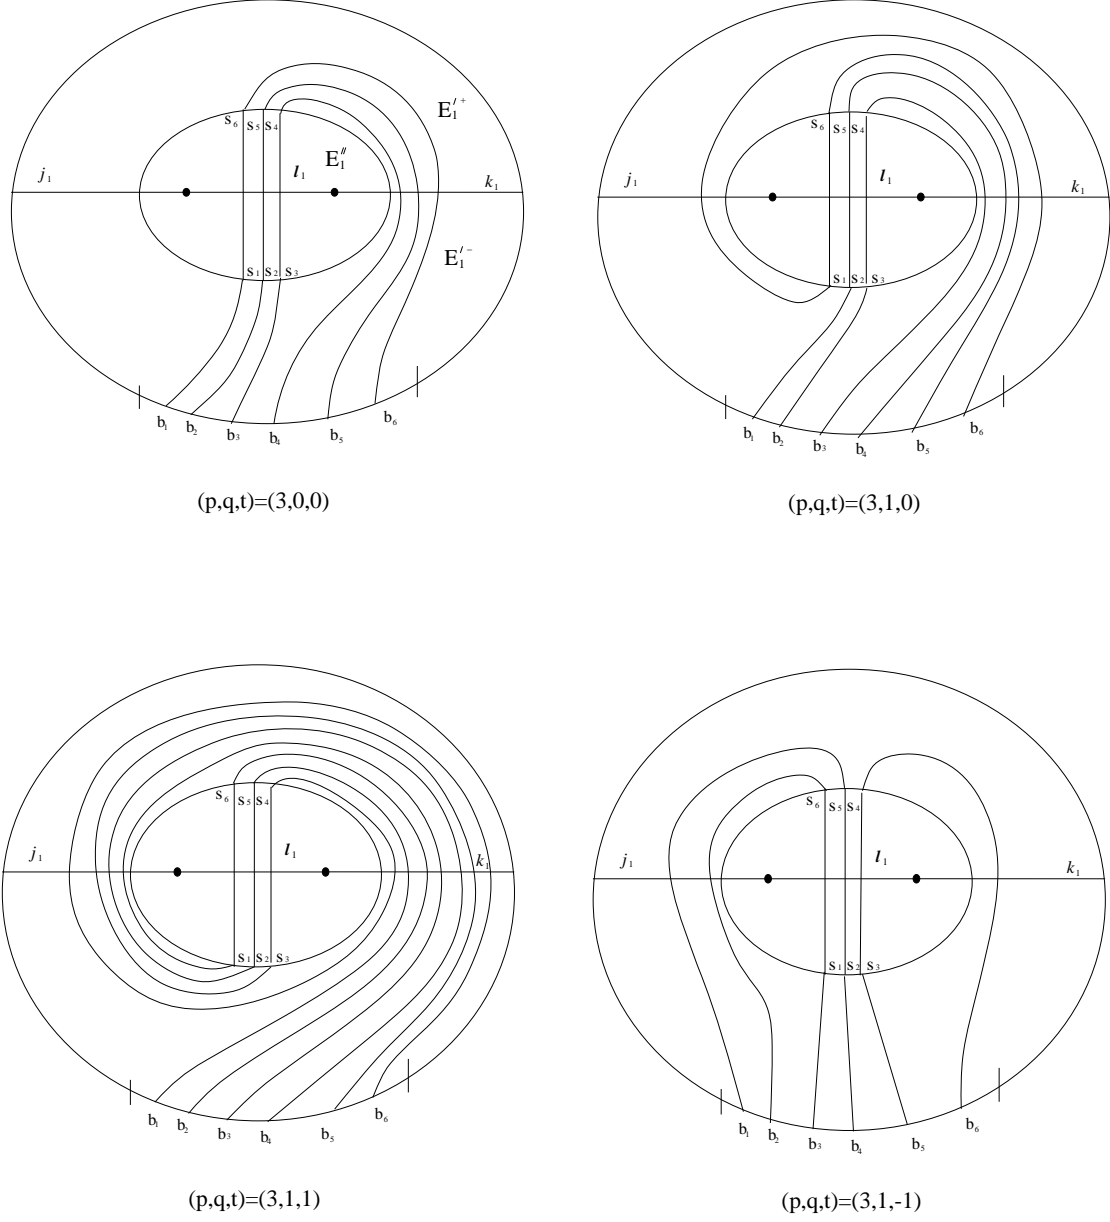 E₁′⁺
S₆ S₅ S₄
E₁″
j₁ l₁ k₁
E₁′⁻
S₁ S₂ S₃
b₁ b₂ b₃ b₄ b₅ b₆
(p,q,t)=(3,0,0)
S₆ S₅ S₄
j₁ l₁ k₁
S₁ S₂ S₃
b₁ b₂ b₃ b₄ b₅ b₆
(p,q,t)=(3,1,0)
S₆ S₅ S₄
j₁ l₁ k₁
S₁ S₂ S₃
b₁ b₂ b₃ b₄ b₅ b₆
(p,q,t)=(3,1,1)
S₆ S₅ S₄
j₁ l₁ k₁
S₁ S₂ S₃
b₁ b₂ b₃ b₄ b₅ b₆
(p,q,t)=(3,1,-1)